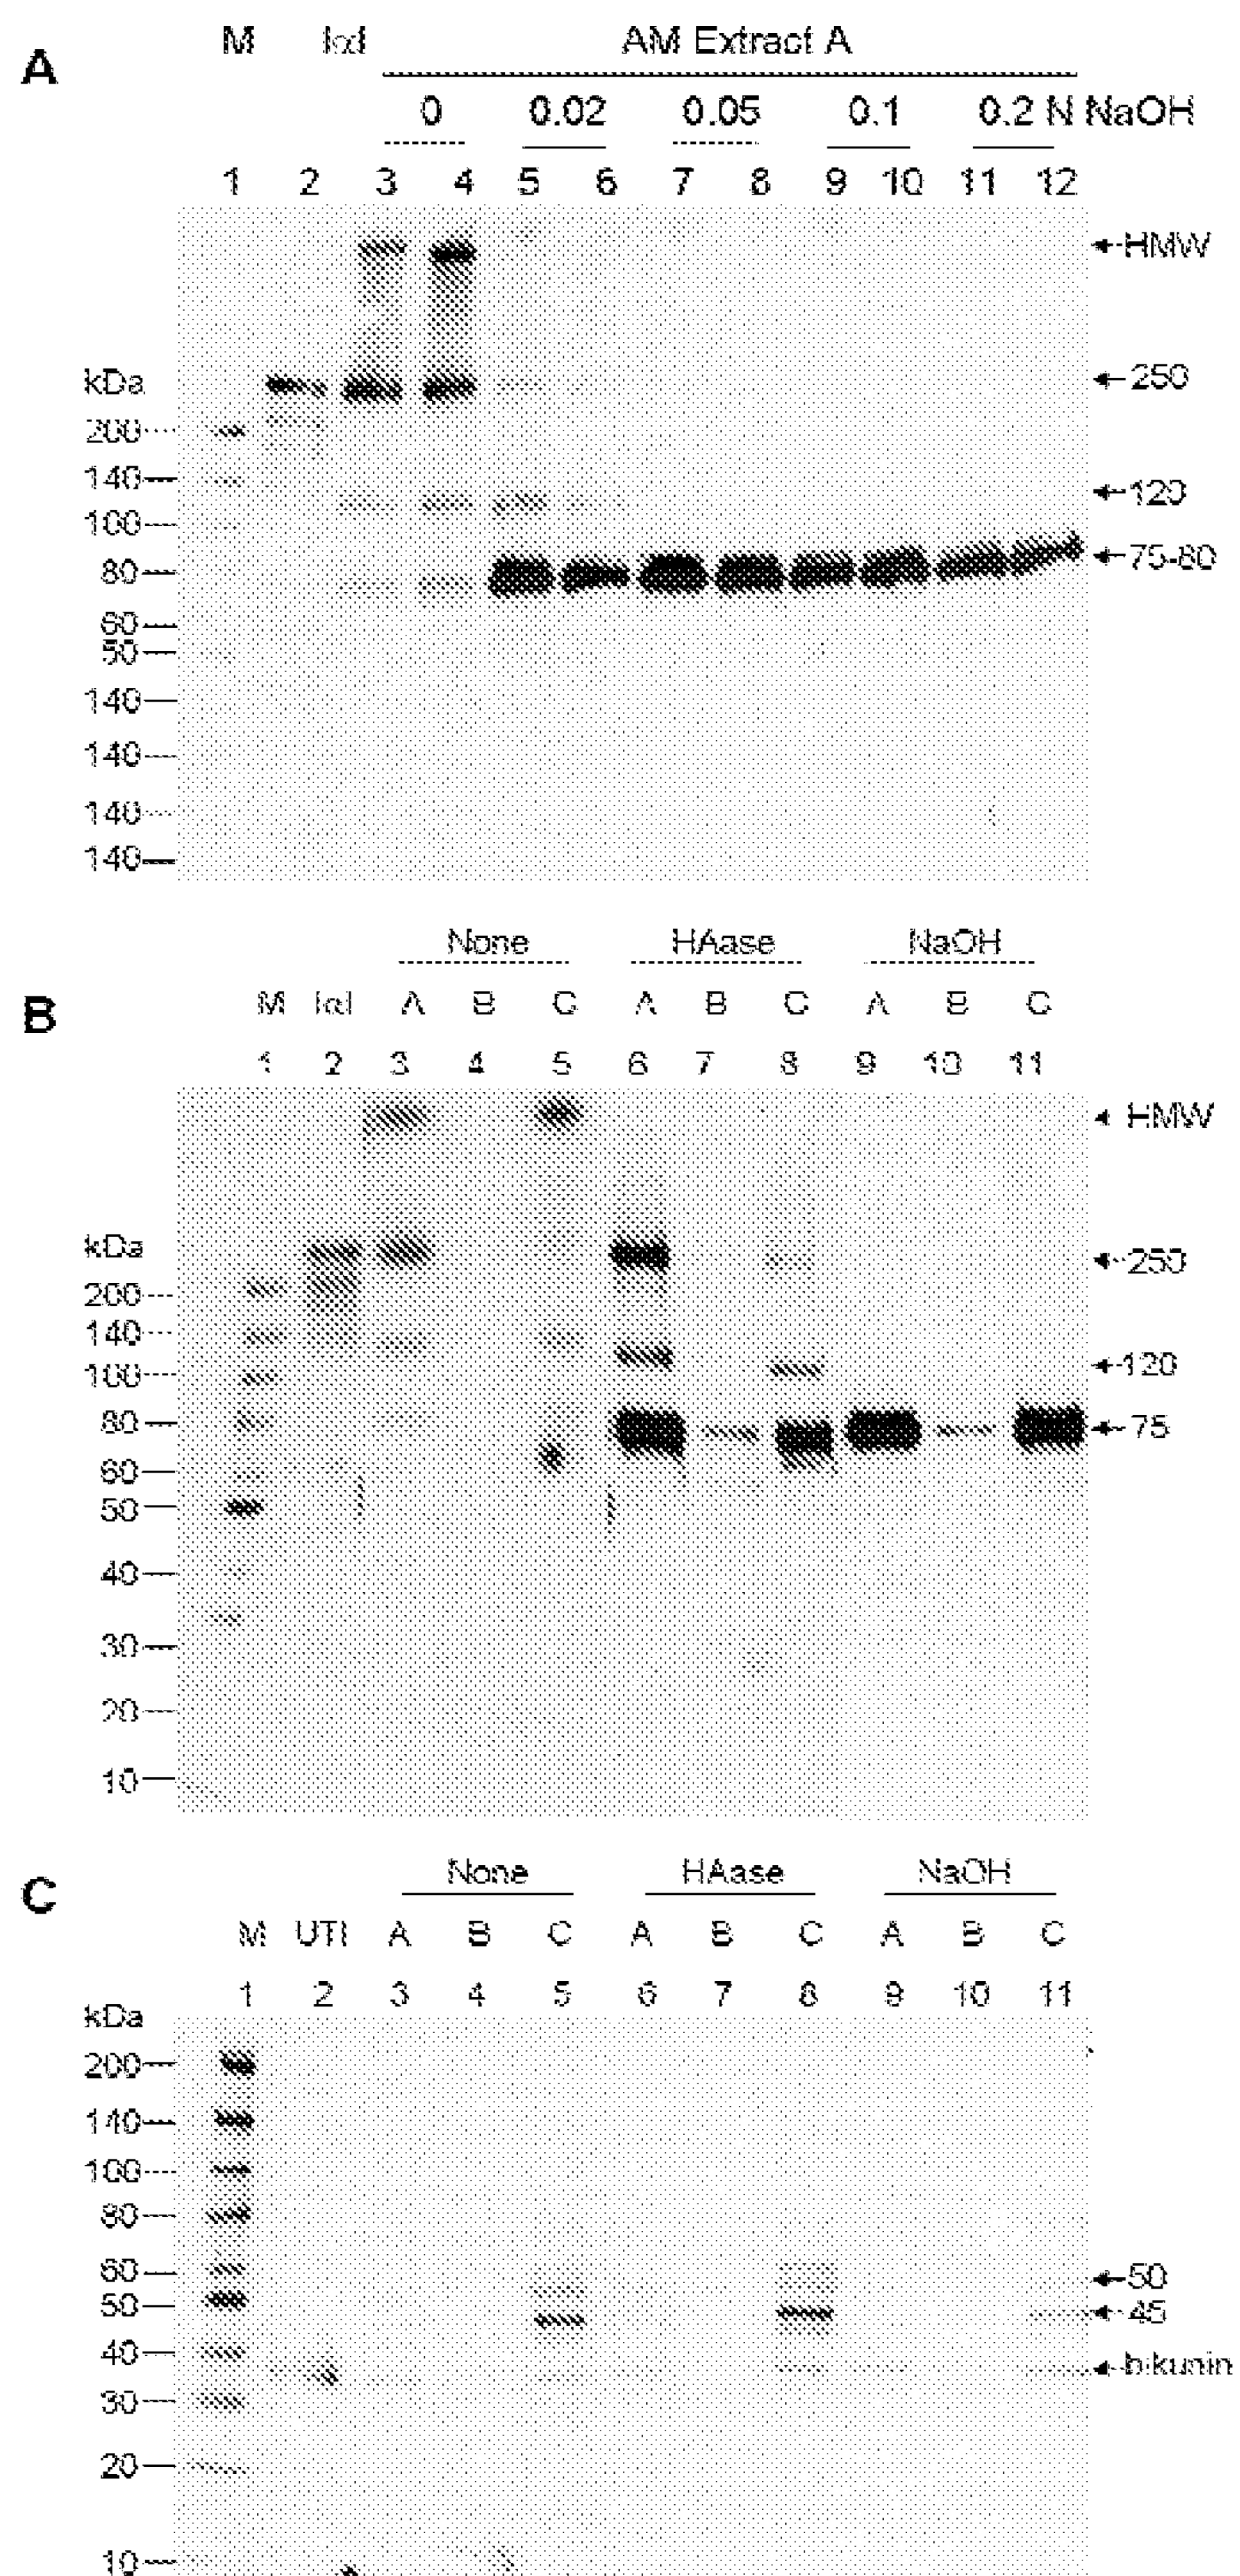 A
M IαI AM Extract A
0 0.02 0.05 0.1 0.2 N NaOH
1 2 3 4 5 6 7 8 9 10 11 12
HMW
kDa 250
200
140 120
100
80 75-80
60
50
140
140
140
140
None HAase NaOH
B
M IαI A B C A B C A B C
1 2 3 4 5 6 7 8 9 10 11
HMW
kDa 250
200
140
100 120
80 75
60
50
40
30
20
10
None HAase NaOH
C
M UTI A B C A B C A B C
1 2 3 4 5 6 7 8 9 10 11
kDa
200
140
100
80
60 50
50 45
40 bikunin
30
20
10